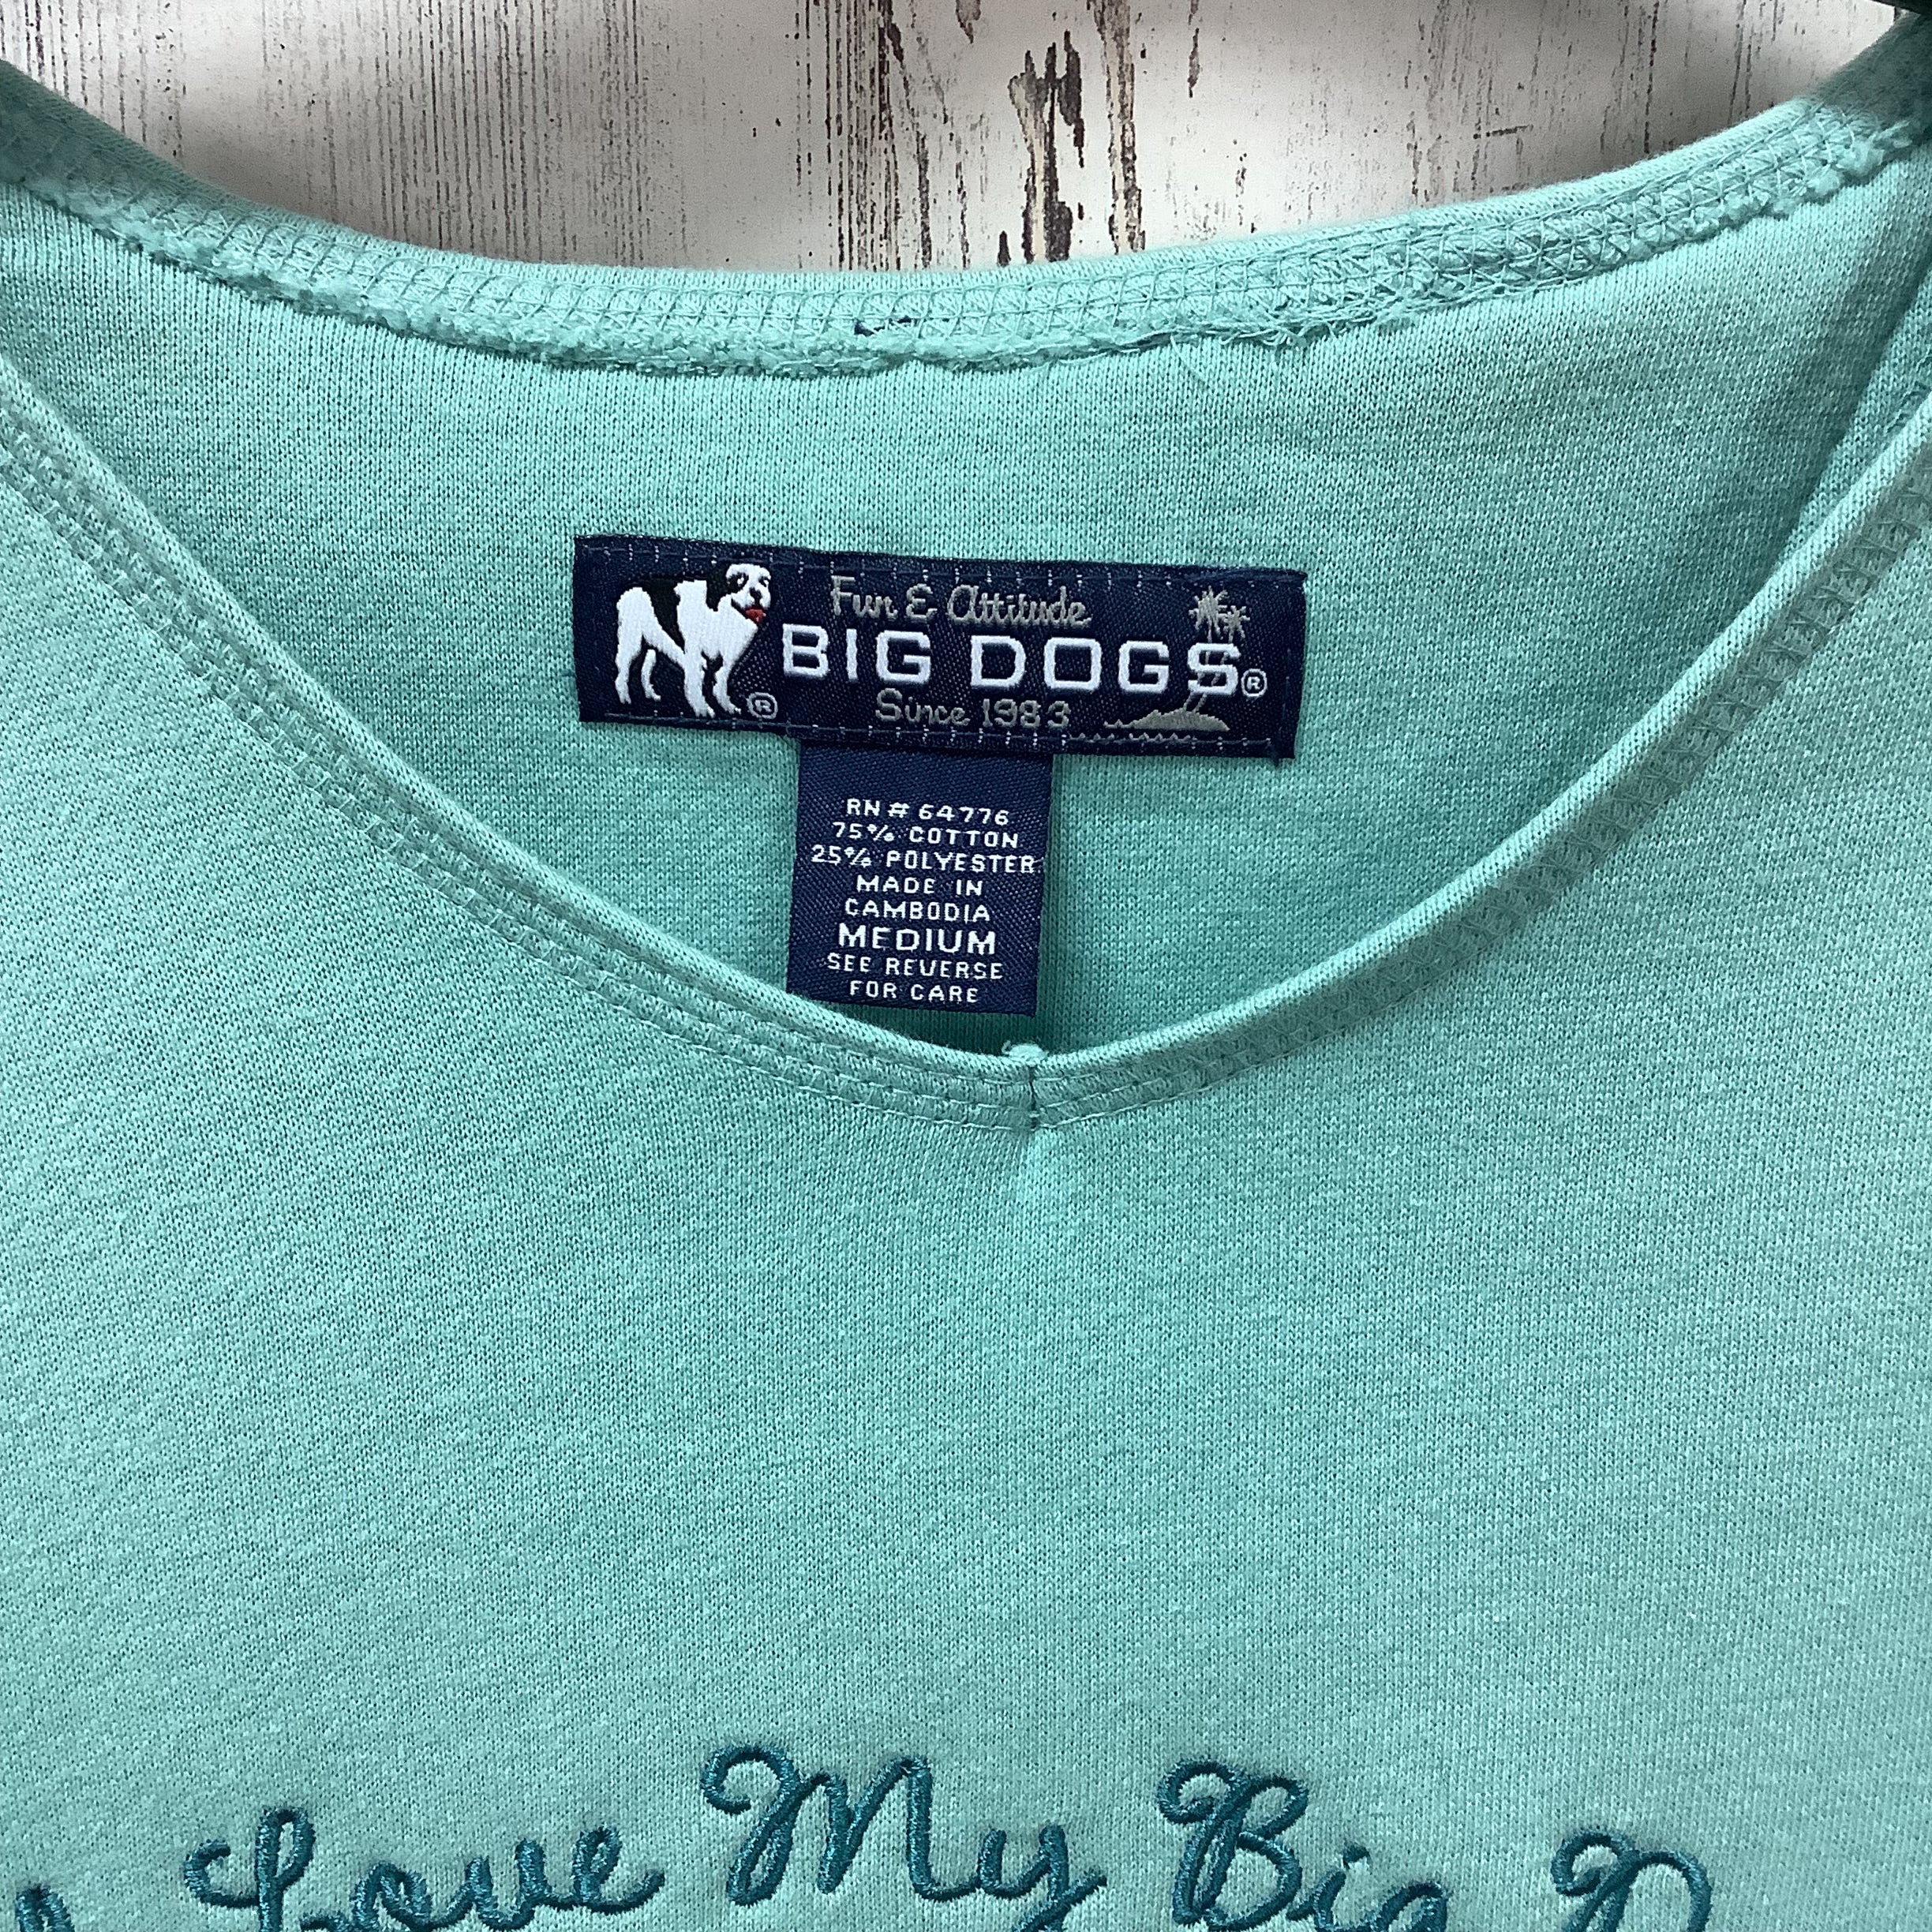 Fun & Attitude
BIG DOGS®
Since 1983
®
RN # 64776
75% COTTON
25% POLYESTER
MADE IN
CAMBODIA
MEDIUM
SEE REVERSE
FOR CARE
Love My Big